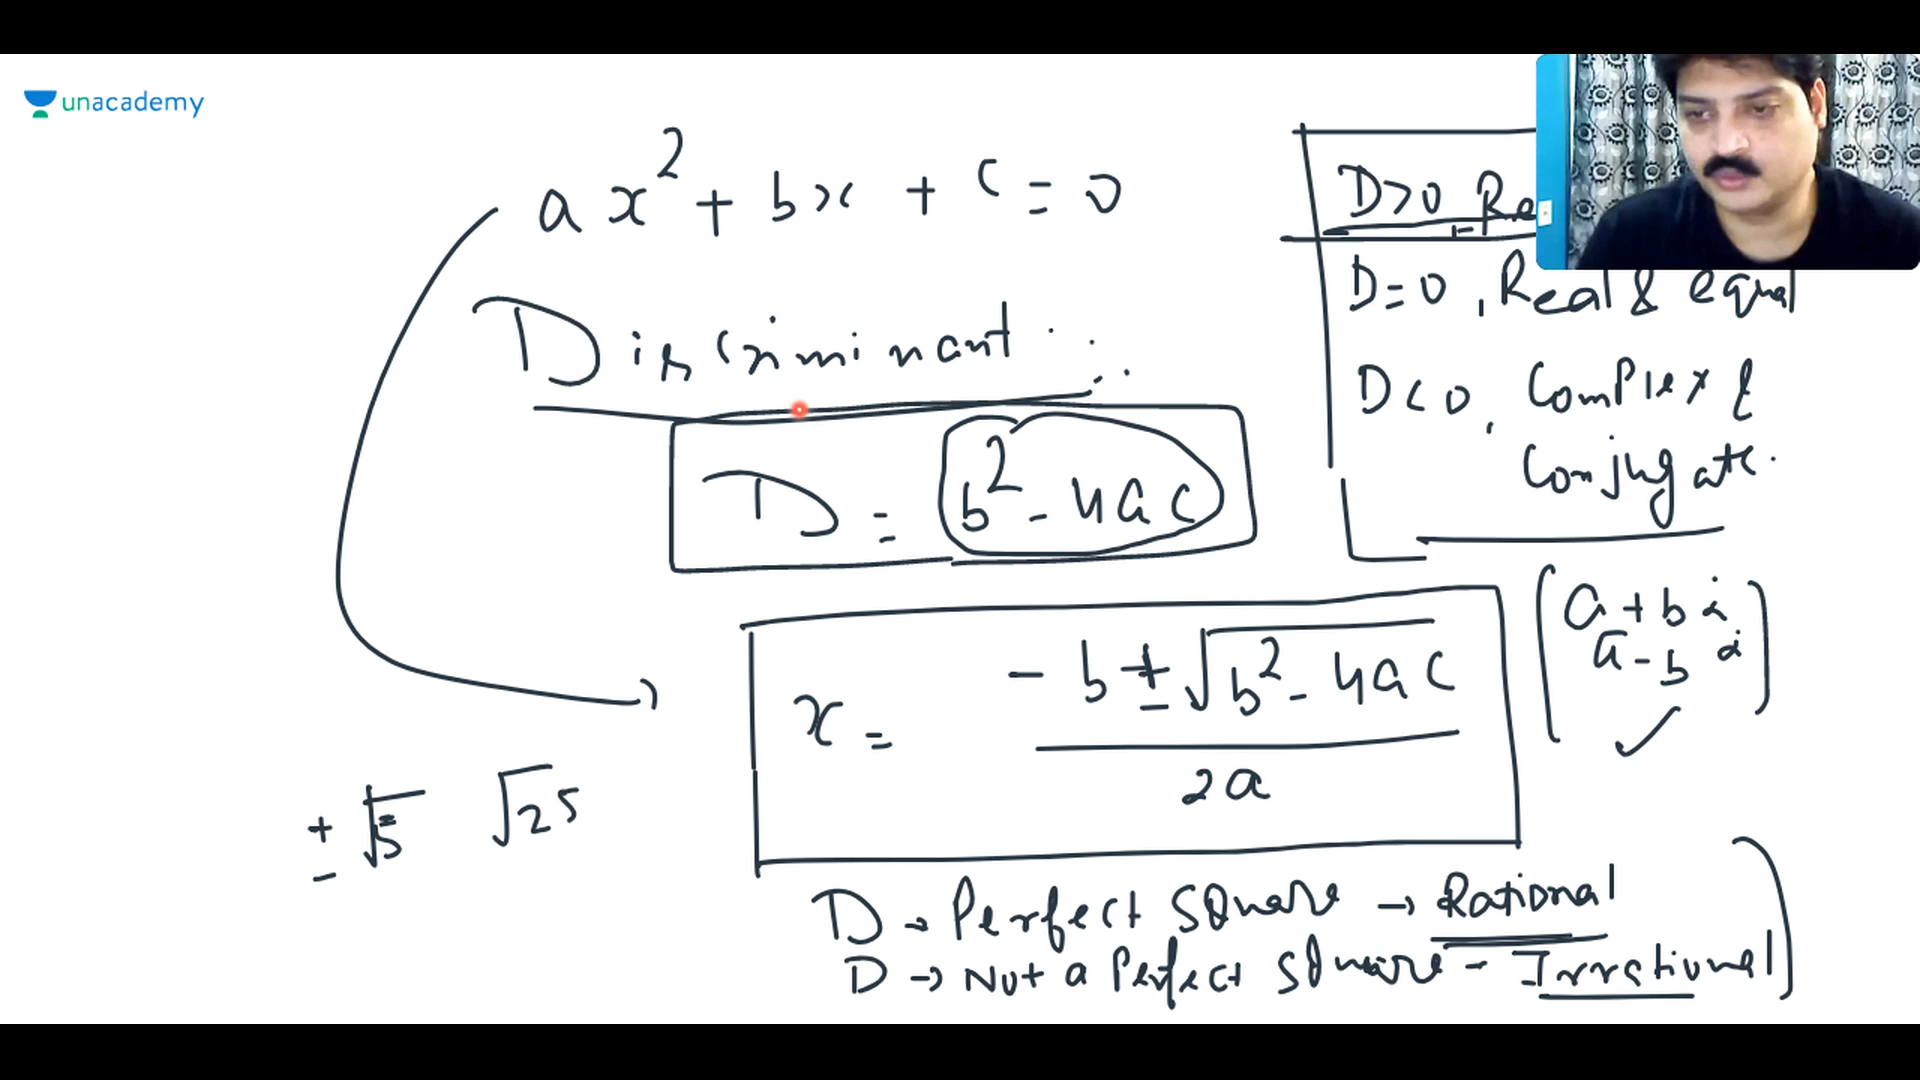 unacademy
ax² + bx + c = 0
Discriminant
D = b² - 4ac
x = -b ± √(b² - 4ac) / 2a
± √5 √25
D → Perfect Square → Rational
D → Not a Perfect Square - Irrational
D>0, Re
D=0, Real & equal
D<0, Complex &
Conjugate.
a + bi
a - bi